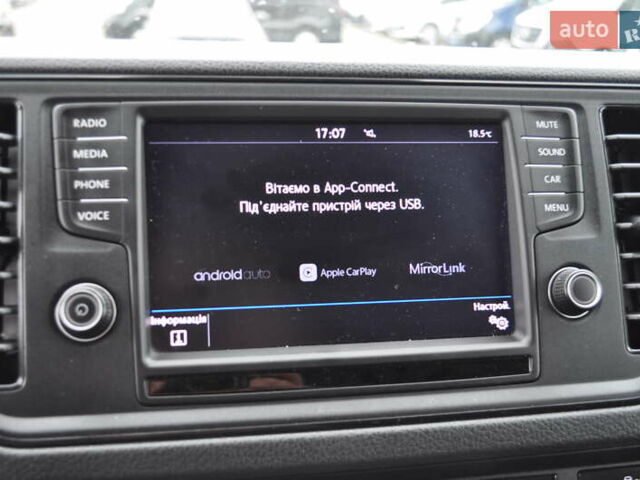 auto
R
RADIO
MEDIA
PHONE
VOICE
17:07
18.5°C
Вітаємо в App-Connect.
Під'єднайте пристрій через USB.
androidauto
Apple CarPlay
MirrorLink
Інформація
Настрой.
MUTE
SOUND
CAR
MENU